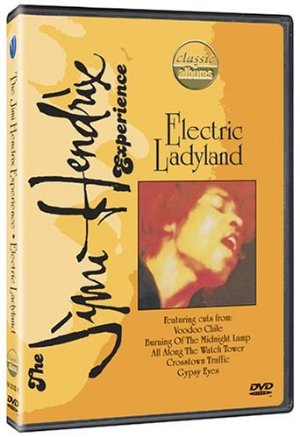 The Jimi Hendrix Experience • Electric Ladyland
The
Jimi Hendrix
Experience
classic
albums
Electric
Ladyland
Featuring cuts from:
Voodoo Chile
Burning Of The Midnight Lamp
All Along The Watch Tower
Crosstown Traffic
Gypsy Eyes
DVD